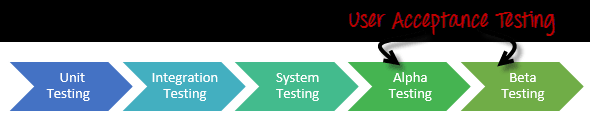 User Acceptance Testing
Unit
Testing
Integration
Testing
System
Testing
Alpha
Testing
Beta
Testing